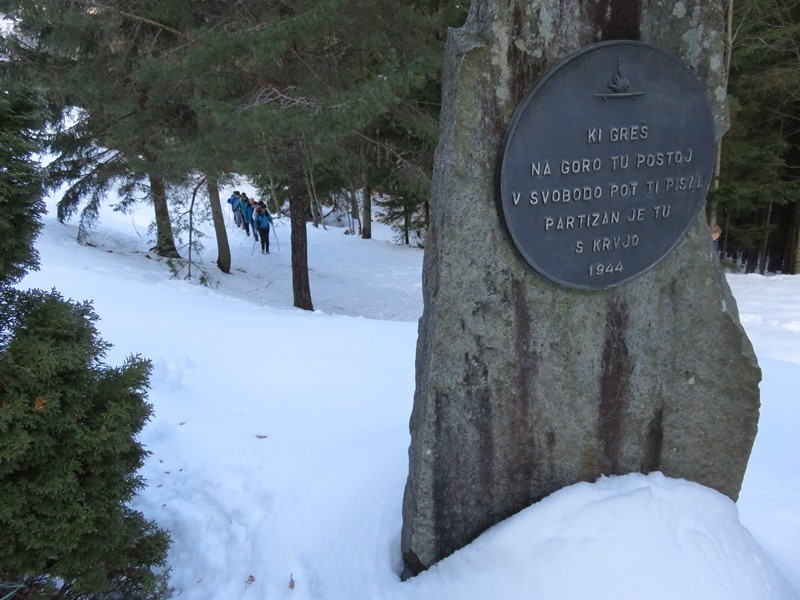 KI GREŠ
NA GORO TU POSTOJ
V SVOBODO POT TI PISAL
PARTIZAN JE TU
S KRVJO
1944